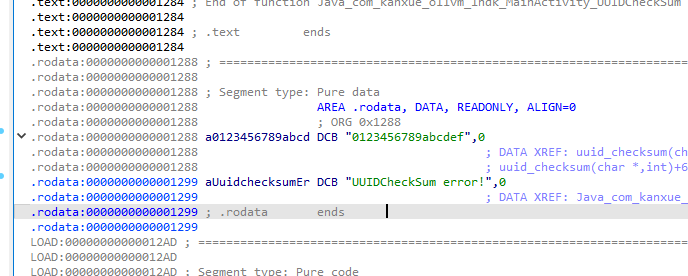 .text:0000000000001284 ; End of function Java_com_kanxue_ollvm_1ndk_MainActivity_UUIDCheckSum
.text:0000000000001284
.text:0000000000001284 ; .text ends
.text:0000000000001284
.rodata:0000000000001288 ; ===========================================================
.rodata:0000000000001288
.rodata:0000000000001288 ; Segment type: Pure data
.rodata:0000000000001288 AREA .rodata, DATA, READONLY, ALIGN=0
.rodata:0000000000001288 ; ORG 0x1288
.rodata:0000000000001288 a0123456789abcd DCB "0123456789abcdef",0
.rodata:0000000000001288 ; DATA XREF: uuid_checksum(ch
.rodata:0000000000001288 ; uuid_checksum(char *,int)+6
.rodata:0000000000001299 aUuidchecksumEr DCB "UUIDCheckSum error!",0
.rodata:0000000000001299 ; DATA XREF: Java_com_kanxue_
.rodata:0000000000001299 ; .rodata ends
.rodata:0000000000001299
LOAD:00000000000012AD ; ===========================================================
LOAD:00000000000012AD
LOAD:00000000000012AD ; Segment type: Pure code